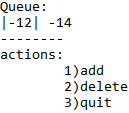 Queue:
|-12| -14
--------
actions:
1)add
2)delete
3)quit